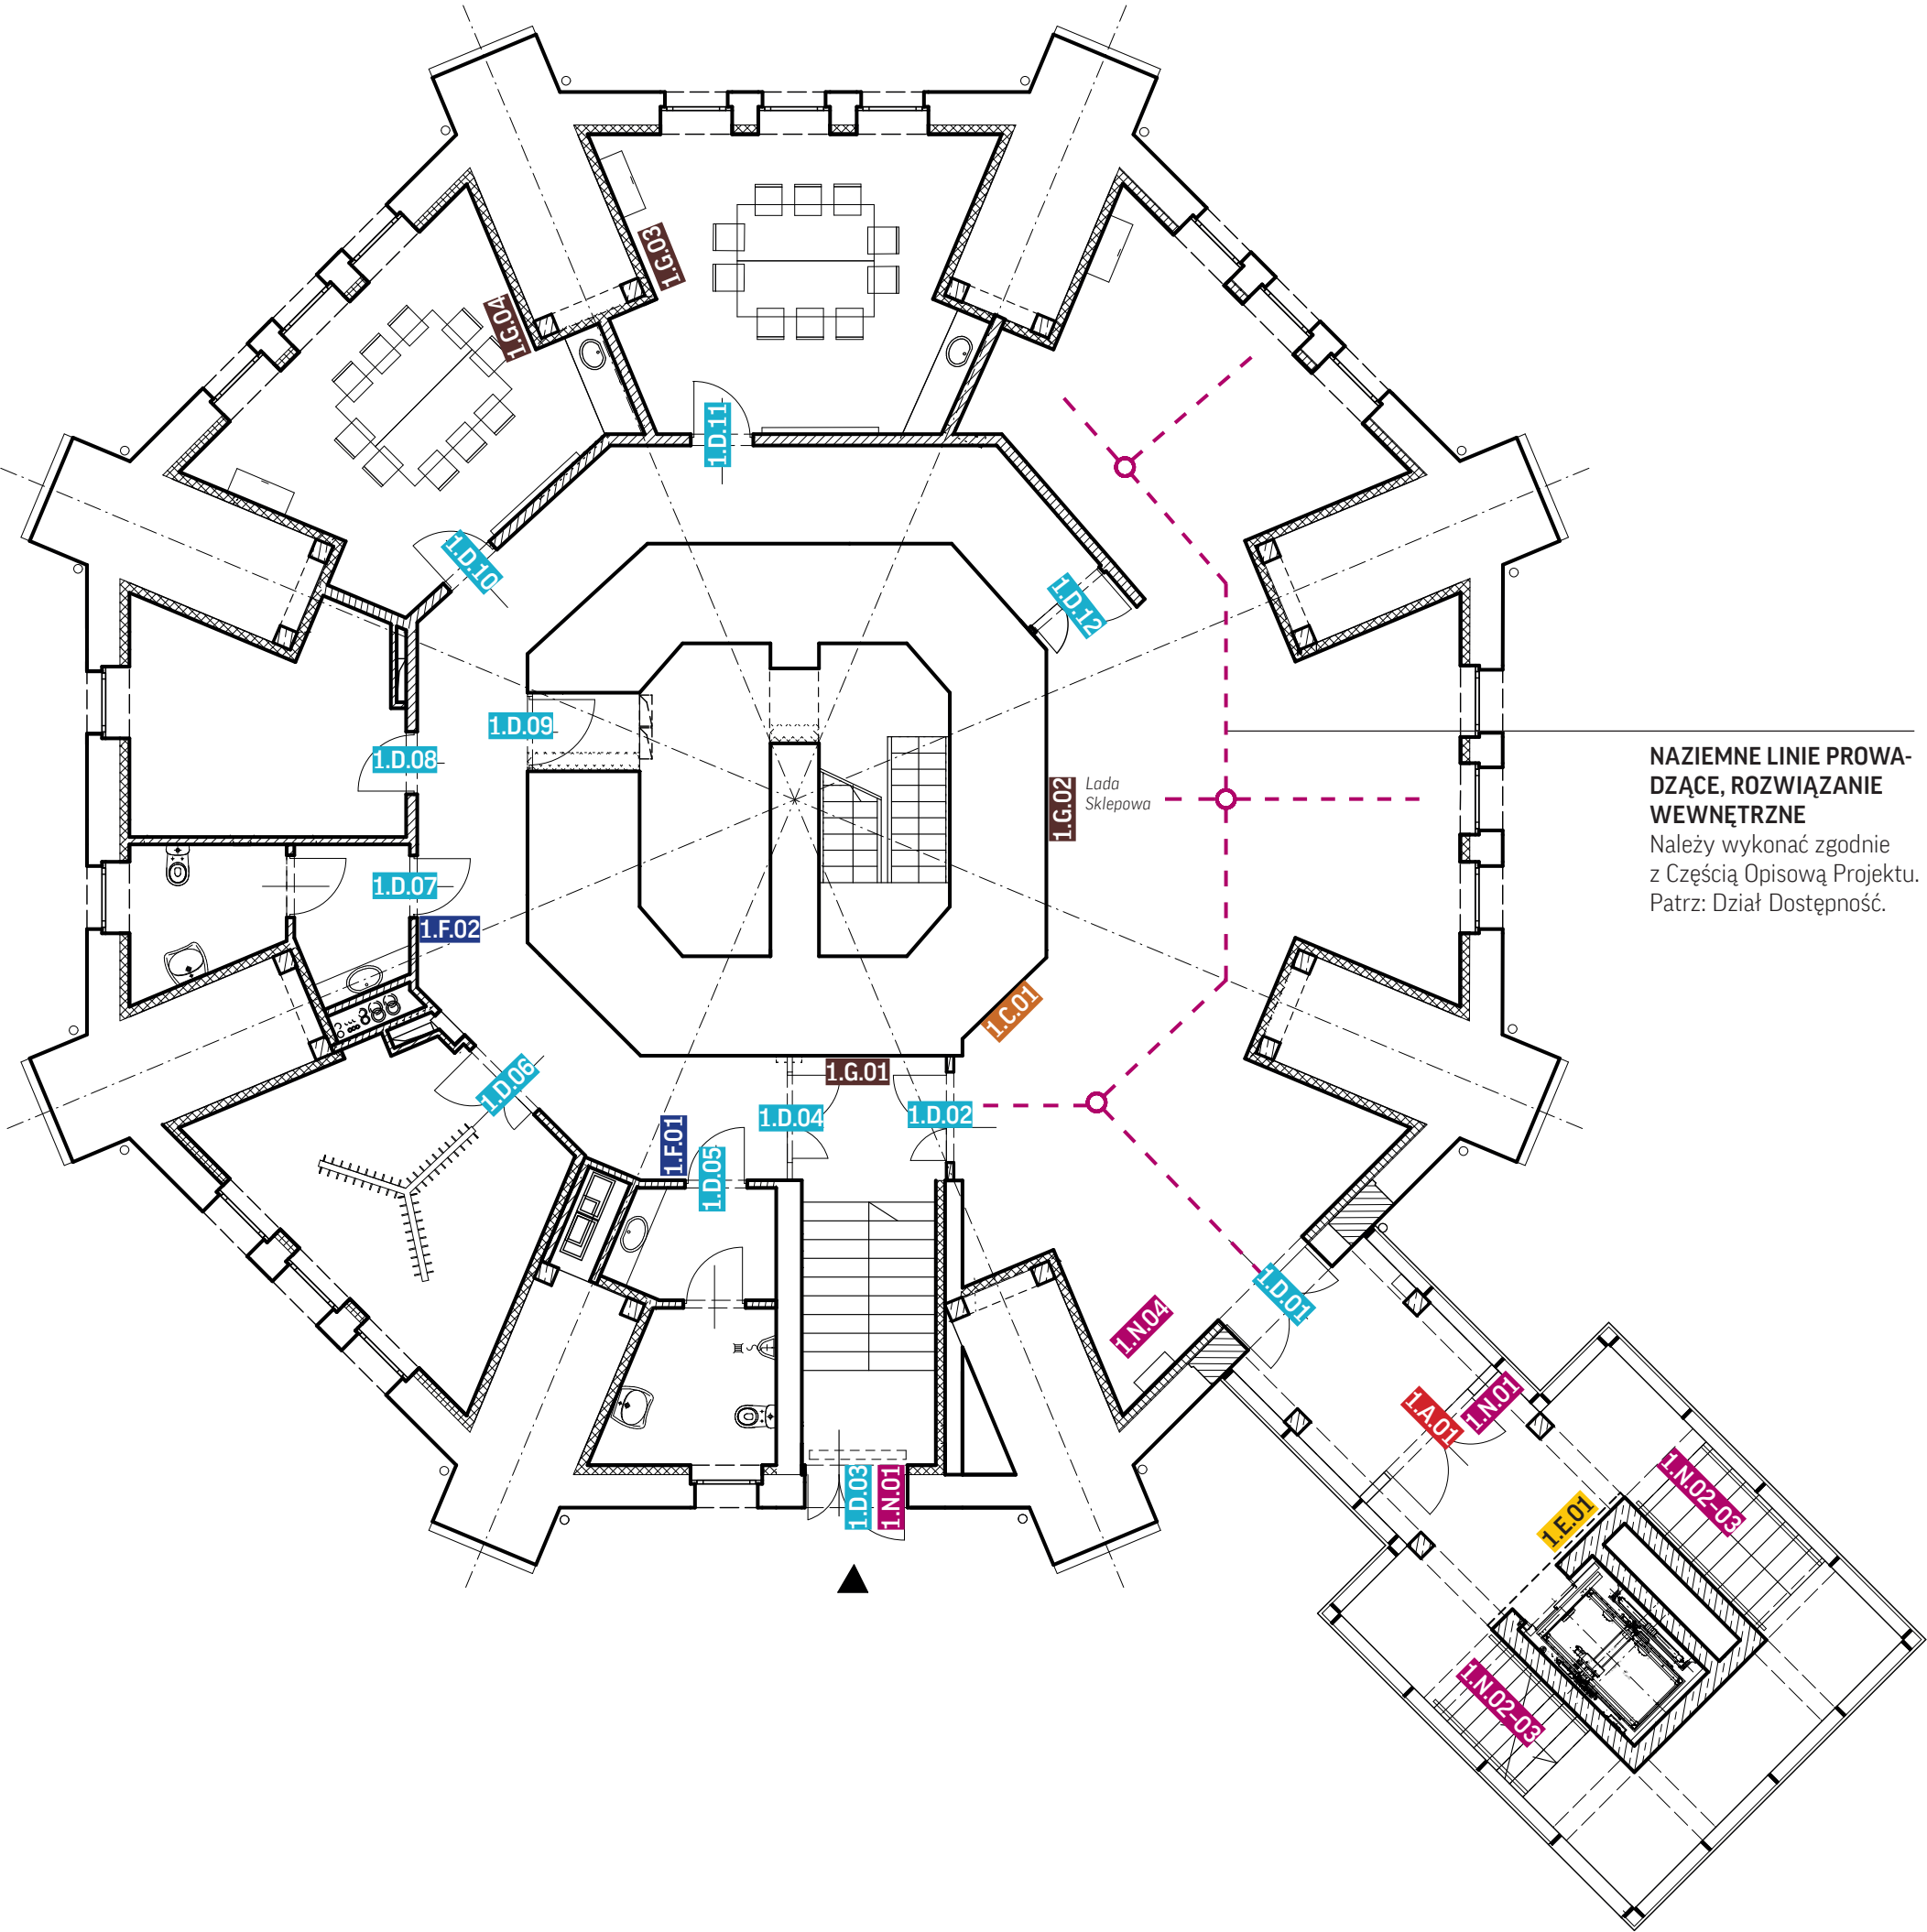 1.G.03
1.G.04
1.D.11
1.D.10
1.D.12
1.D.09
1.D.08
1.G.02
Lada
Sklepowa
NAZIEMNE LINIE PROWA-
DZĄCE, ROZWIĄZANIE
WEWNĘTRZNE
Należy wykonać zgodnie
z Częścią Opisową Projektu.
Patrz: Dział Dostępność.
1.D.07
1.F.02
1.C.01
1.G.01
1.D.06
1.D.04
1.D.02
1.F.01
1.D.05
1.D.01
1.N.04
1.A.01
1.N.01
1.D.03
1.N.01
1.E.01
1.N.02-03
1.N.02-03